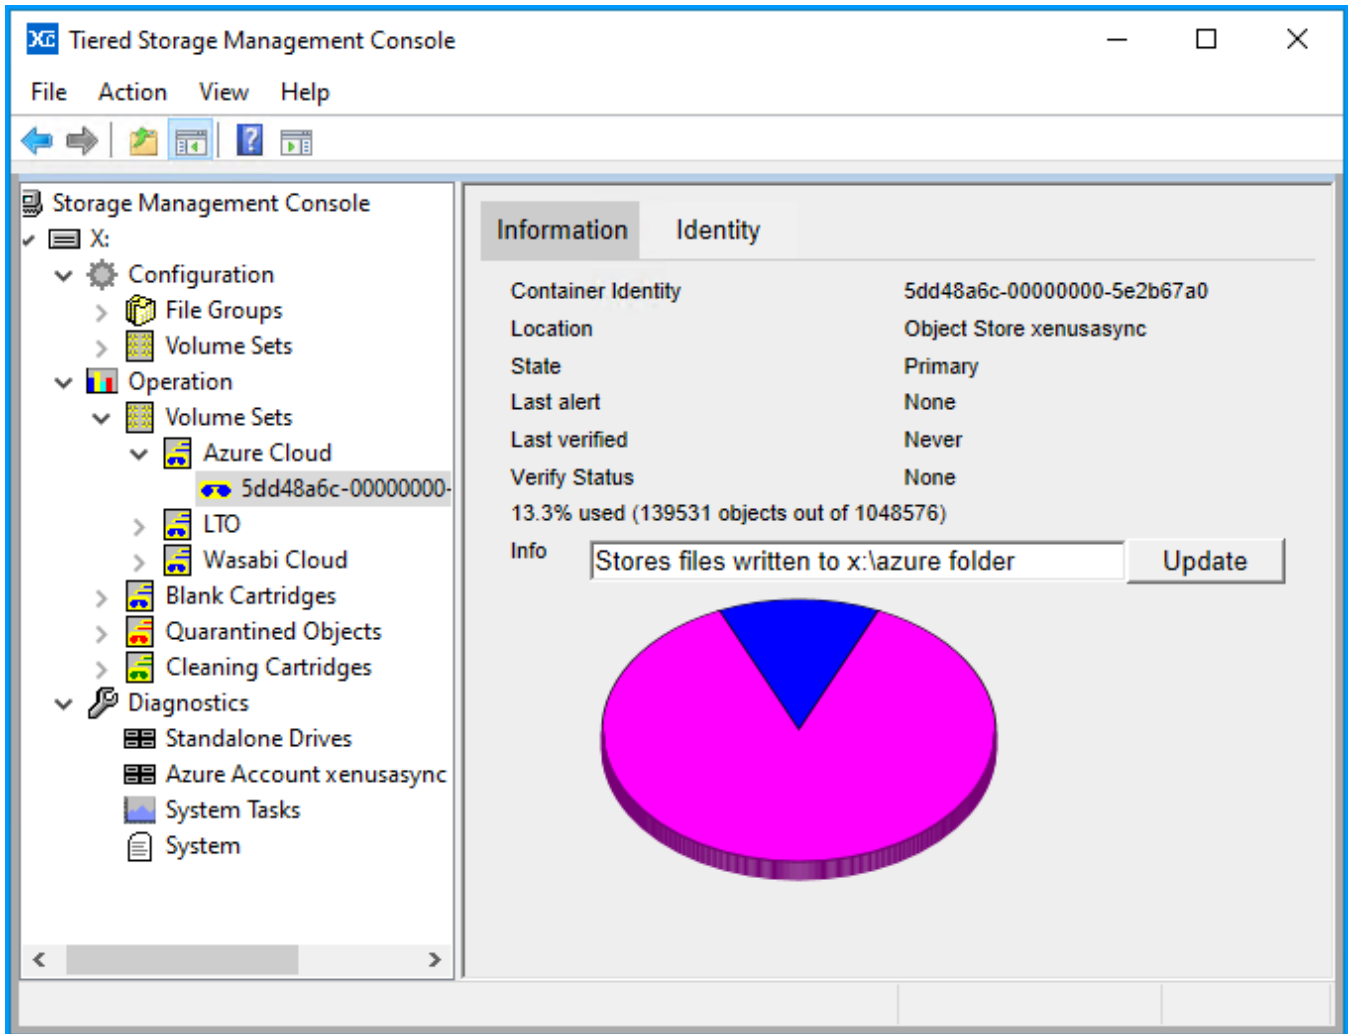 XC Tiered Storage Management Console
File Action View Help
Storage Management Console
X:
Configuration
File Groups
Volume Sets
Operation
Volume Sets
Azure Cloud
5dd48a6c-00000000-
LTO
Wasabi Cloud
Blank Cartridges
Quarantined Objects
Cleaning Cartridges
Diagnostics
Standalone Drives
Azure Account xenusasync
System Tasks
System
Information Identity
Container Identity 5dd48a6c-00000000-5e2b67a0
Location Object Store xenusasync
State Primary
Last alert None
Last verified Never
Verify Status None
13.3% used (139531 objects out of 1048576)
Info Stores files written to x:\azure folder Update